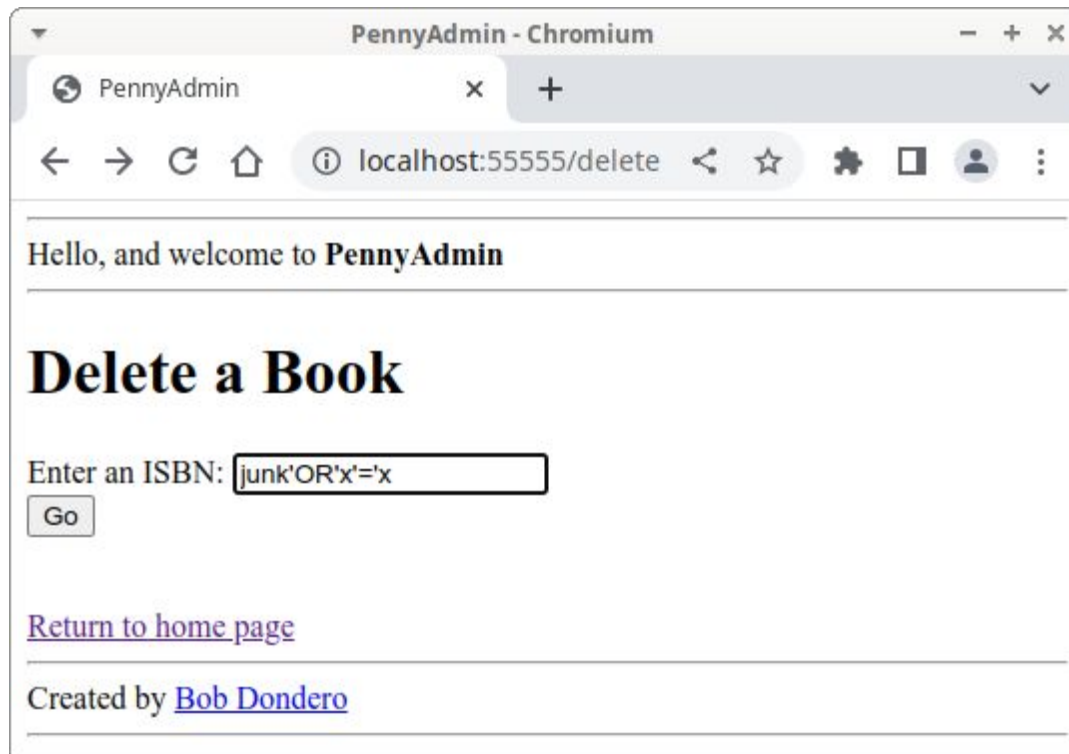 PennyAdmin - Chromium
PennyAdmin
localhost:55555/delete
Hello, and welcome to PennyAdmin
Delete a Book
Enter an ISBN: junk'OR'x'='x
Go
Return to home page
Created by Bob Dondero